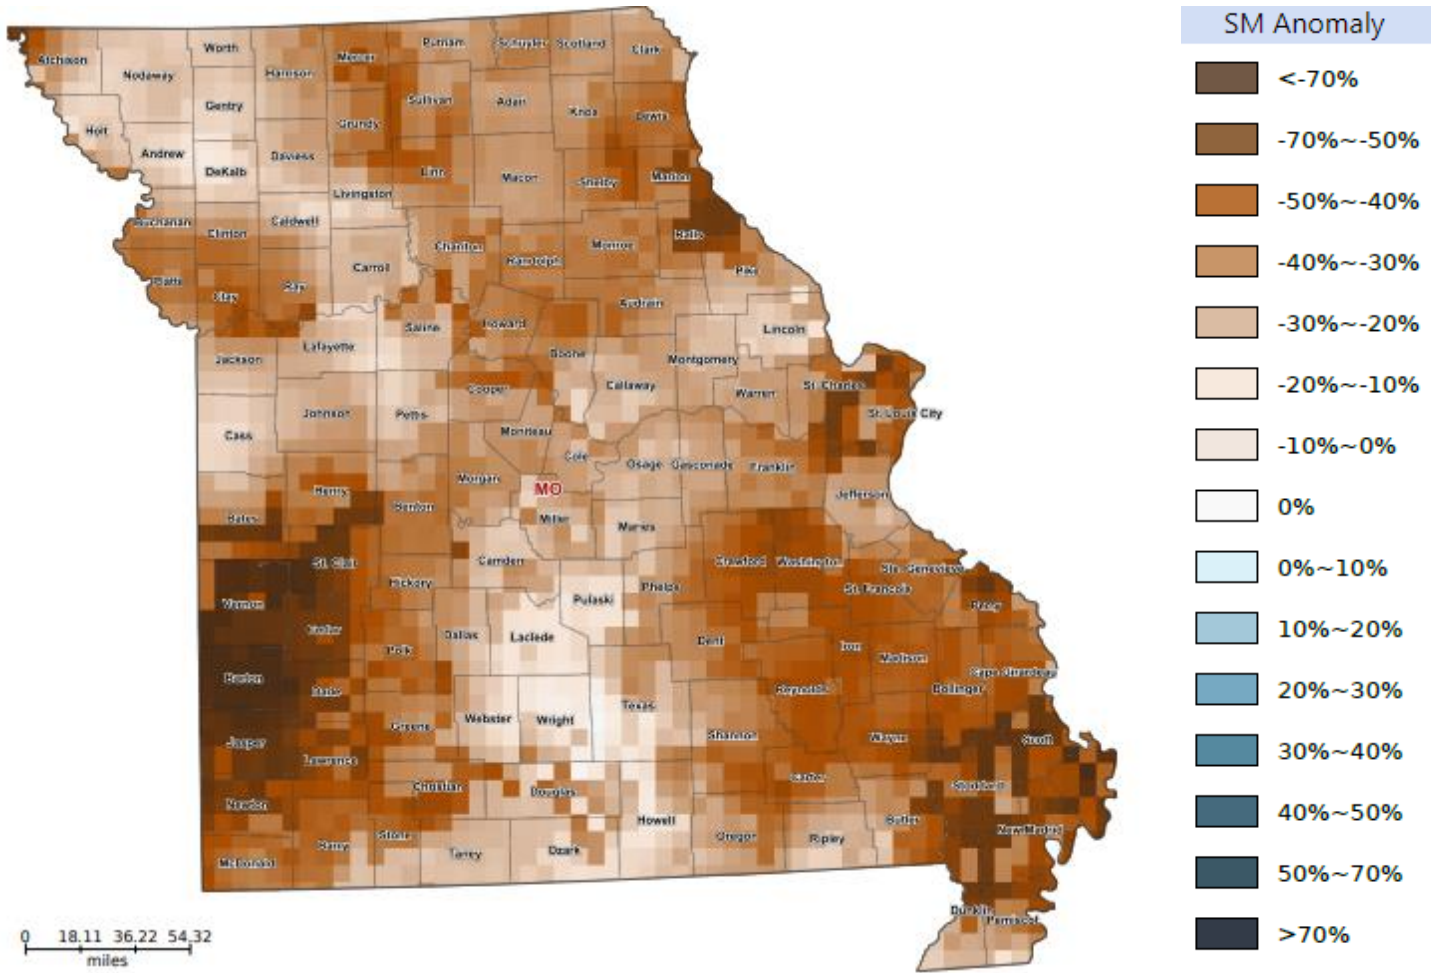 SM Anomaly
<-70%
-70%~-50%
-50%~-40%
-40%~-30%
-30%~-20%
-20%~-10%
-10%~0%
0%
0%~10%
10%~20%
20%~30%
30%~40%
40%~50%
50%~70%
>70%
Atchison
Nodaway
Worth
Harrison
Mercer
Putnam
Schuyler
Scotland
Clark
Holt
Gentry
Grundy
Sullivan
Adair
Knox
Lewis
Andrew
DeKalb
Daviess
Livingston
Linn
Macon
Shelby
Marion
Buchanan
Clinton
Caldwell
Carroll
Chariton
Randolph
Monroe
Ralls
Pike
Platte
Clay
Ray
Saline
Howard
Audrain
Lincoln
Jackson
Lafayette
Cooper
Boone
Callaway
Montgomery
Warren
St. Charles
St. Louis City
Cass
Johnson
Pettis
Moniteau
Cole
Osage
Gasconade
Franklin
Jefferson
Bates
Henry
Benton
Morgan
MO
Miller
Maries
Crawford
Washington
Ste. Genevieve
St. Clair
Hickory
Camden
Pulaski
Phelps
St. Francois
Perry
Vernon
Cedar
Polk
Dallas
Laclede
Dent
Iron
Madison
Cape Girardeau
Barton
Dade
Greene
Webster
Wright
Texas
Shannon
Reynolds
Bollinger
Wayne
Scott
Jasper
Lawrence
Christian
Douglas
Howell
Carter
Stoddard
Newton
Barry
Stone
Taney
Ozark
Oregon
Ripley
Butler
New Madrid
McDonald
Dunklin
Pemiscot
0 18.11 36.22 54.32
miles